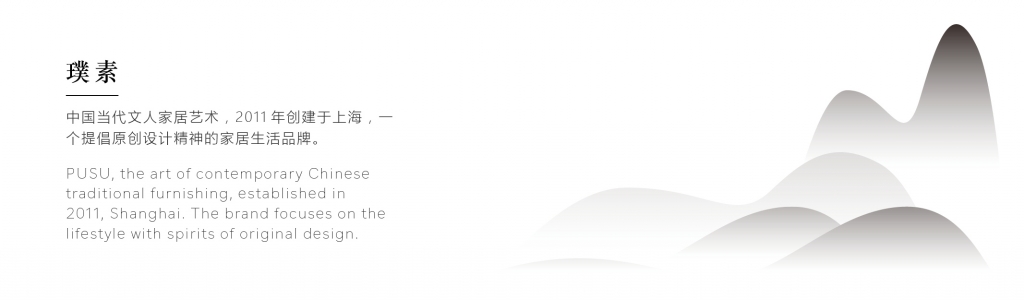 璞素
中国当代文人家居艺术，2011 年创建于上海，一
个提倡原创设计精神的家居生活品牌。
PUSU, the art of contemporary Chinese
traditional furnishing, established in
2011, Shanghai. The brand focuses on the
lifestyle with spirits of original design.